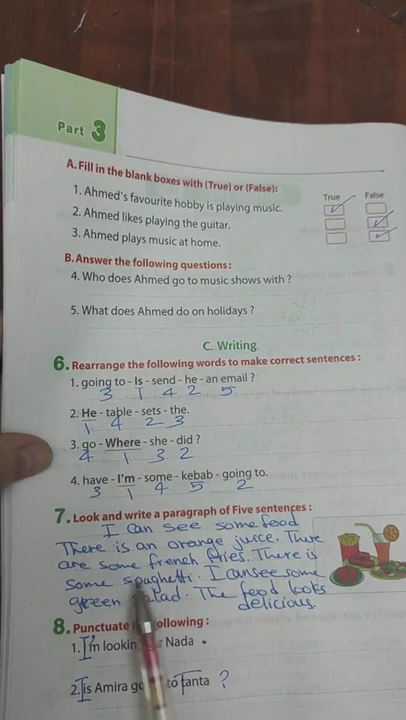 Part 3
A. Fill in the blank boxes with (True) or (False):
True False
1. Ahmed's favourite hobby is playing music.
2. Ahmed likes playing the guitar.
3. Ahmed plays music at home.
B. Answer the following questions:
4. Who does Ahmed go to music shows with ?
5. What does Ahmed do on holidays ?
C. Writing
6. Rearrange the following words to make correct sentences :
1. going to - Is - send - he - an email ?
3 1 4 2 5
2. He - table - sets - the.
1 4 2 3
3. go - Where - she - did ?
4 1 3 2
4. have - I'm - some - kebab - going to.
3 1 4 5 2
7. Look and write a paragraph of Five sentences :
I can see some food
There is an orange juice. There
are some french fries. There is
some spaghetti. I can see some
green salad. The food looks
delicious.
8. Punctuate following :
1. I'm lookin Nada .
2. Is Amira to Tanta ?